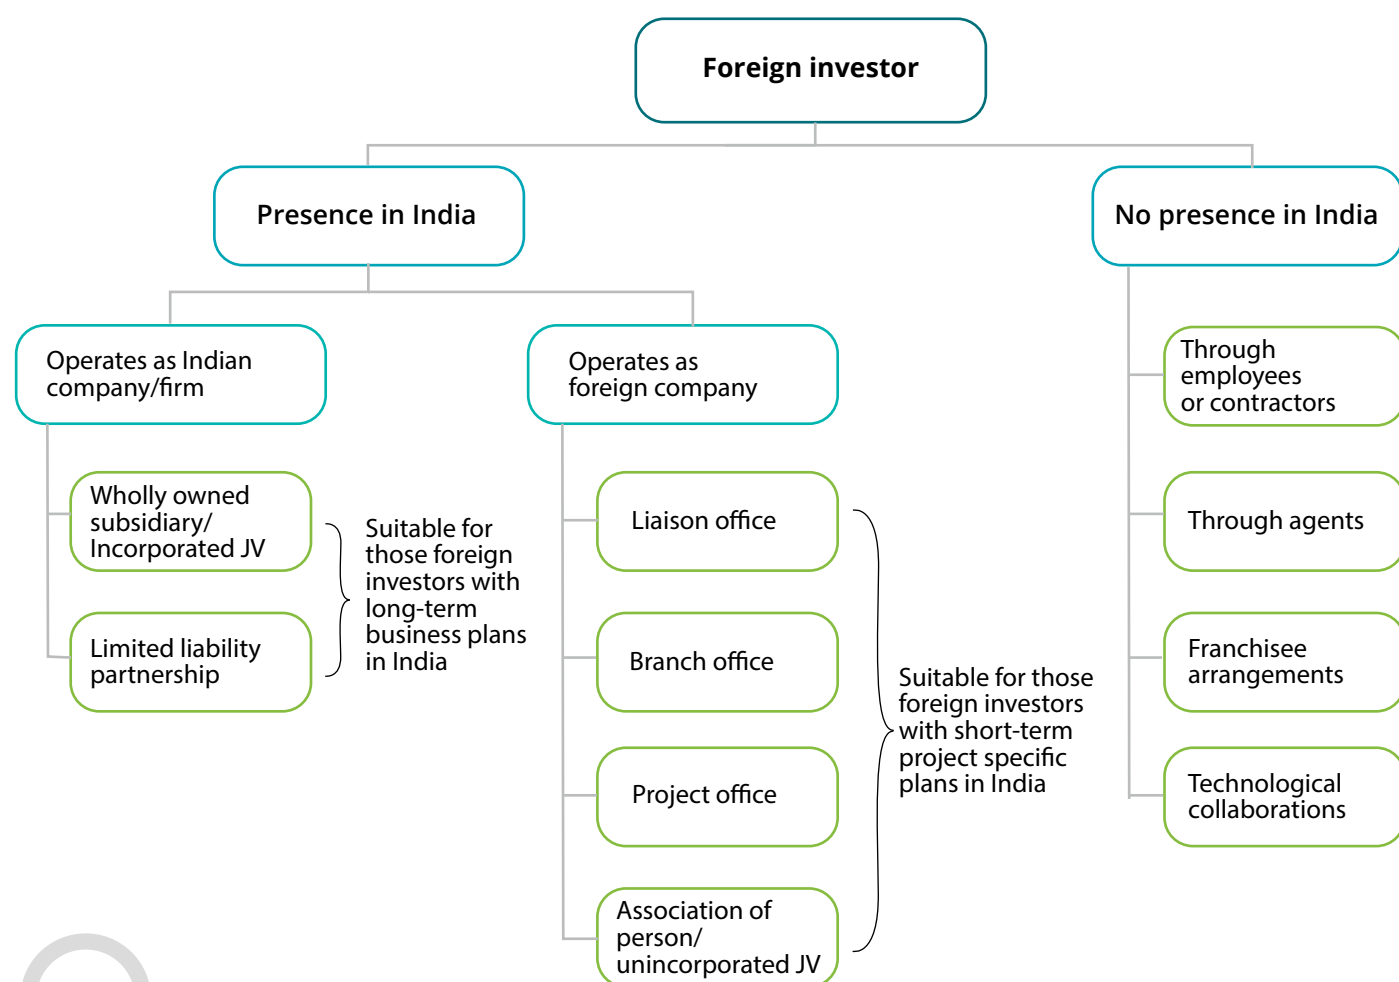 Foreign investor
Presence in India
No presence in India
Operates as Indian
company/firm
Operates as
foreign company
Wholly owned
subsidiary/
Incorporated JV
Limited liability
partnership
Suitable for
those foreign
investors with
long-term
business plans
in India
Liaison office
Branch office
Project office
Association of
person/
unincorporated JV
Suitable for those
foreign investors
with short-term
project specific
plans in India
Through
employees
or contractors
Through agents
Franchisee
arrangements
Technological
collaborations